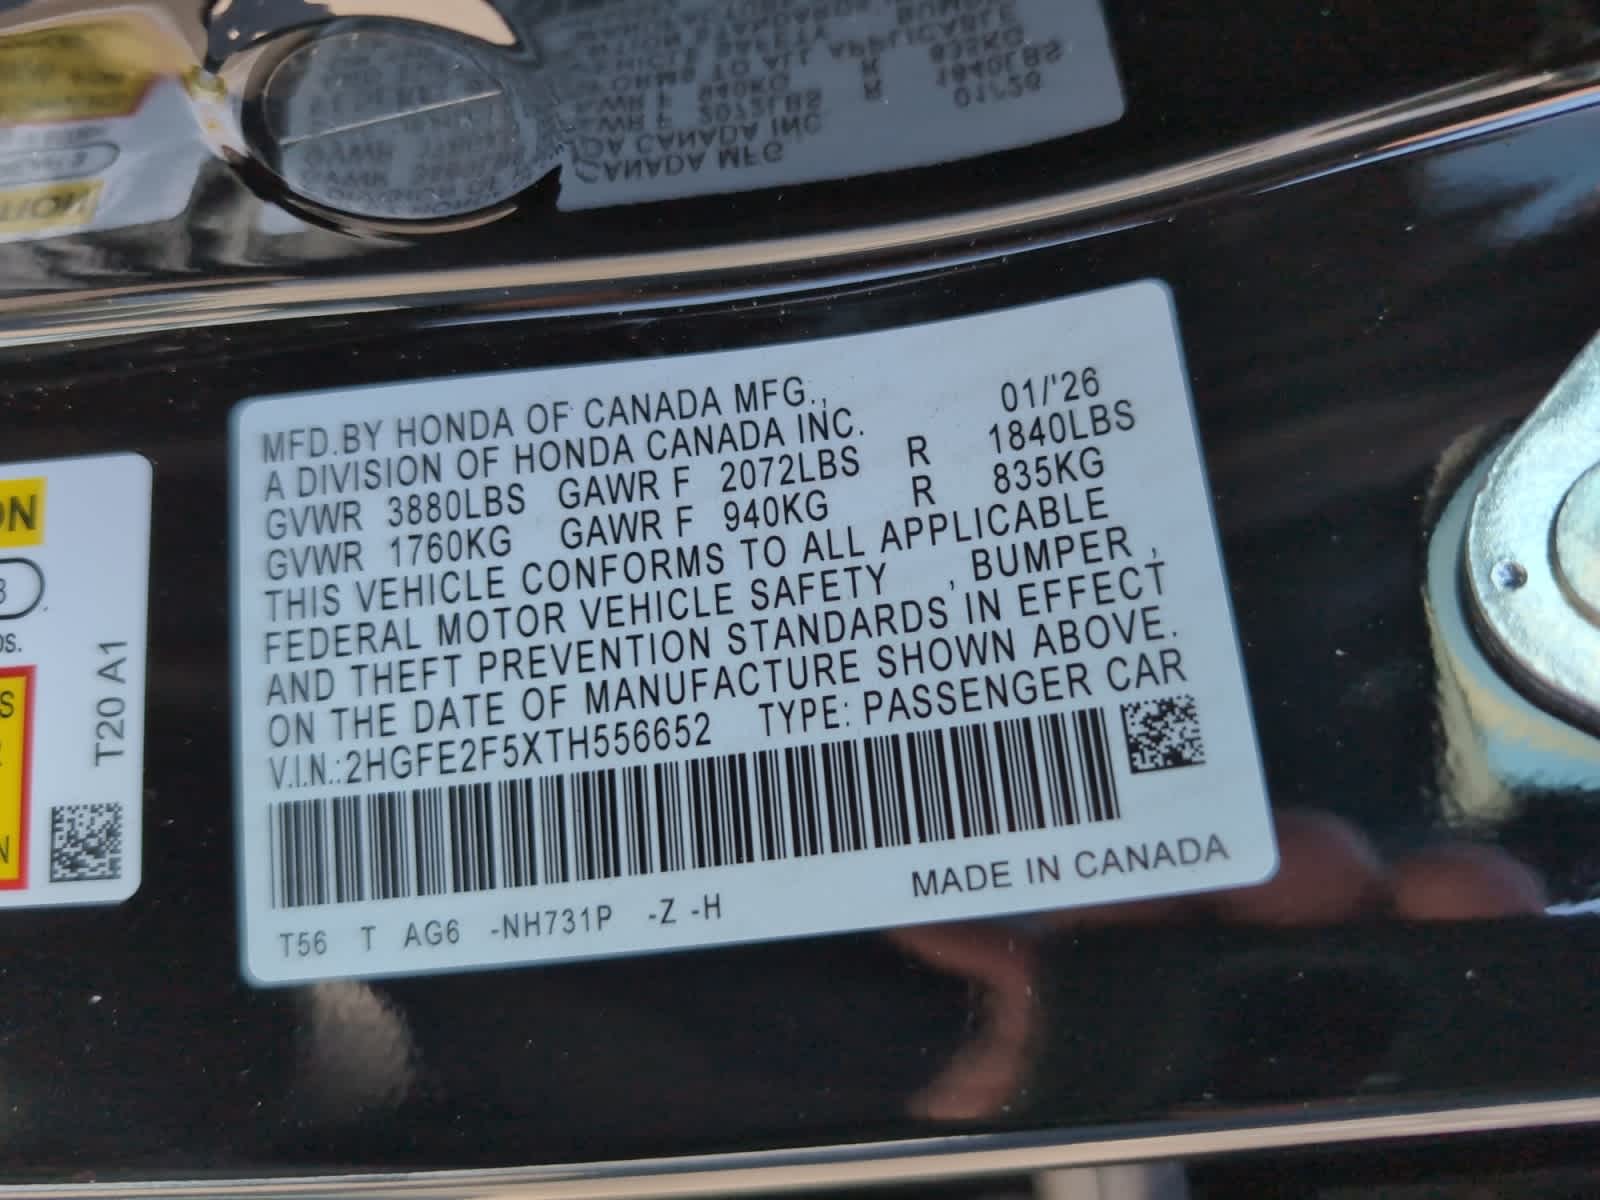 MFD.BY HONDA OF CANADA MFG., 01/'26
A DIVISION OF HONDA CANADA INC.
GVWR 3880LBS GAWR F 2072LBS R 1840LBS
GVWR 1760KG GAWR F 940KG R 835KG
THIS VEHICLE CONFORMS TO ALL APPLICABLE
FEDERAL MOTOR VEHICLE SAFETY , BUMPER ,
AND THEFT PREVENTION STANDARDS IN EFFECT
ON THE DATE OF MANUFACTURE SHOWN ABOVE.
V.I.N.:2HGFE2F5XTH556652 TYPE: PASSENGER CAR
MADE IN CANADA
T56 T AG6 -NH731P -Z -H
T20 A1